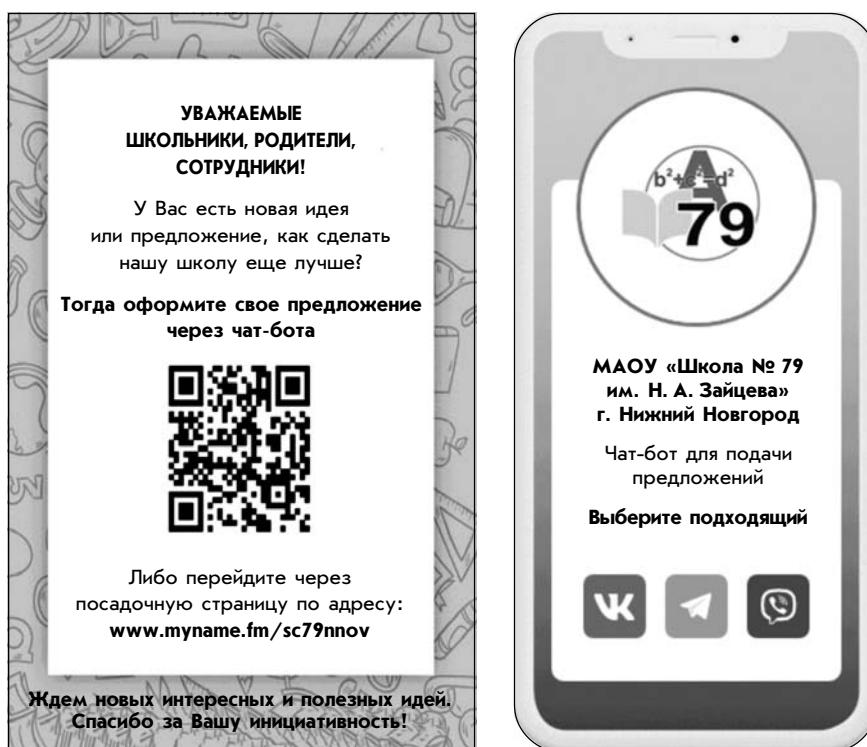 УВАЖАЕМЫЕ
ШКОЛЬНИКИ, РОДИТЕЛИ,
СОТРУДНИКИ!
У Вас есть новая идея
или предложение, как сделать
нашу школу еще лучше?
Тогда оформите свое предложение
через чат-бота
Либо перейдите через
посадочную страницу по адресу:
www.myname.fm/sc79nnov
Ждем новых интересных и полезных идей.
Спасибо за Вашу инициативность!
А
b²+c²=d²
79
МАОУ «Школа № 79
им. Н. А. Зайцева»
г. Нижний Новгород
Чат-бот для подачи
предложений
Выберите подходящий